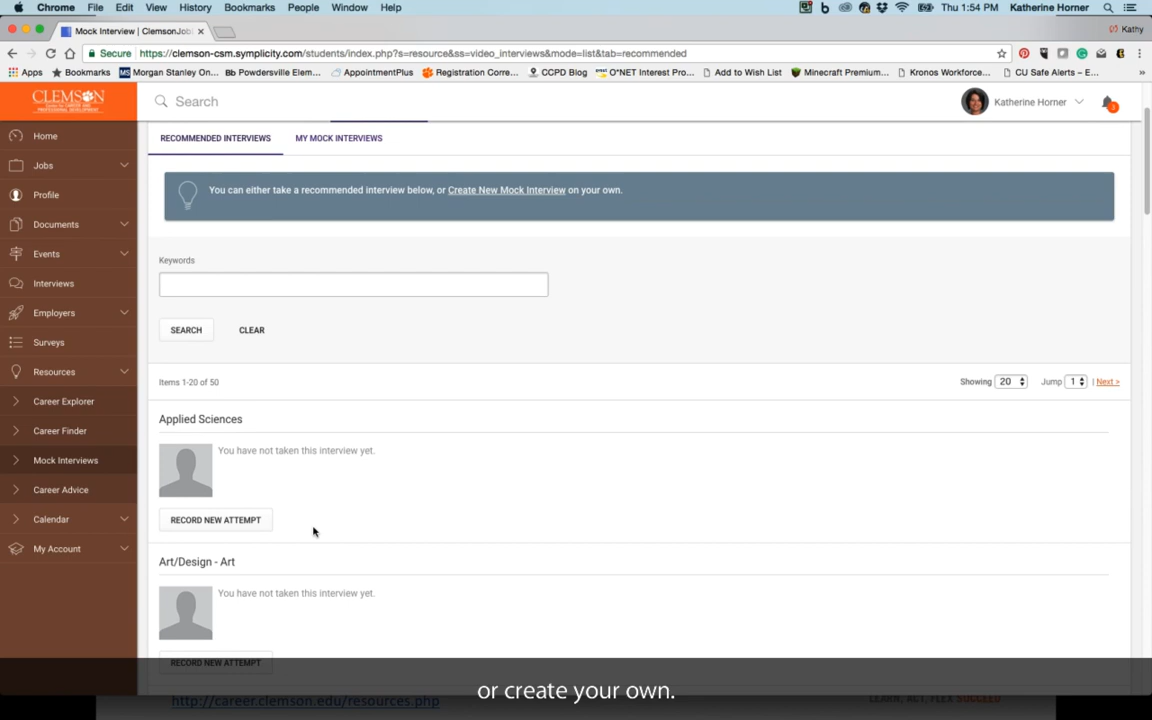 Chrome File Edit View History Bookmarks People Window Help Thu 1:54 PM Katherine Horner
Mock Interview | ClemsonJob Kathy
Secure https://clemson-csm.symplicity.com/students/index.php?s=resource&ss=video_interviews&mode=list&tab=recommended
Apps Bookmarks Morgan Stanley On... Bb Powdersville Elem... AppointmentPlus Registration Corre... CCPD Blog O*NET Interest Pro... Add to Wish List Minecraft Premium... Kronos Workforce... CU Safe Alerts – E... »
CLEMSON
Search
Katherine Horner
Home
Jobs
Profile
Documents
Events
Interviews
Employers
Surveys
Resources
Career Explorer
Career Finder
Mock Interviews
Career Advice
Calendar
My Account
RECOMMENDED INTERVIEWS MY MOCK INTERVIEWS
You can either take a recommended interview below, or Create New Mock Interview on your own.
Keywords
SEARCH CLEAR
Items 1-20 of 50 Showing 20 Jump 1 | Next >
Applied Sciences
You have not taken this interview yet.
RECORD NEW ATTEMPT
Art/Design - Art
You have not taken this interview yet.
RECORD NEW ATTEMPT
or create your own.
http://career.clemson.edu/resources.php LEARN, ACT, FLEX SUCCEED